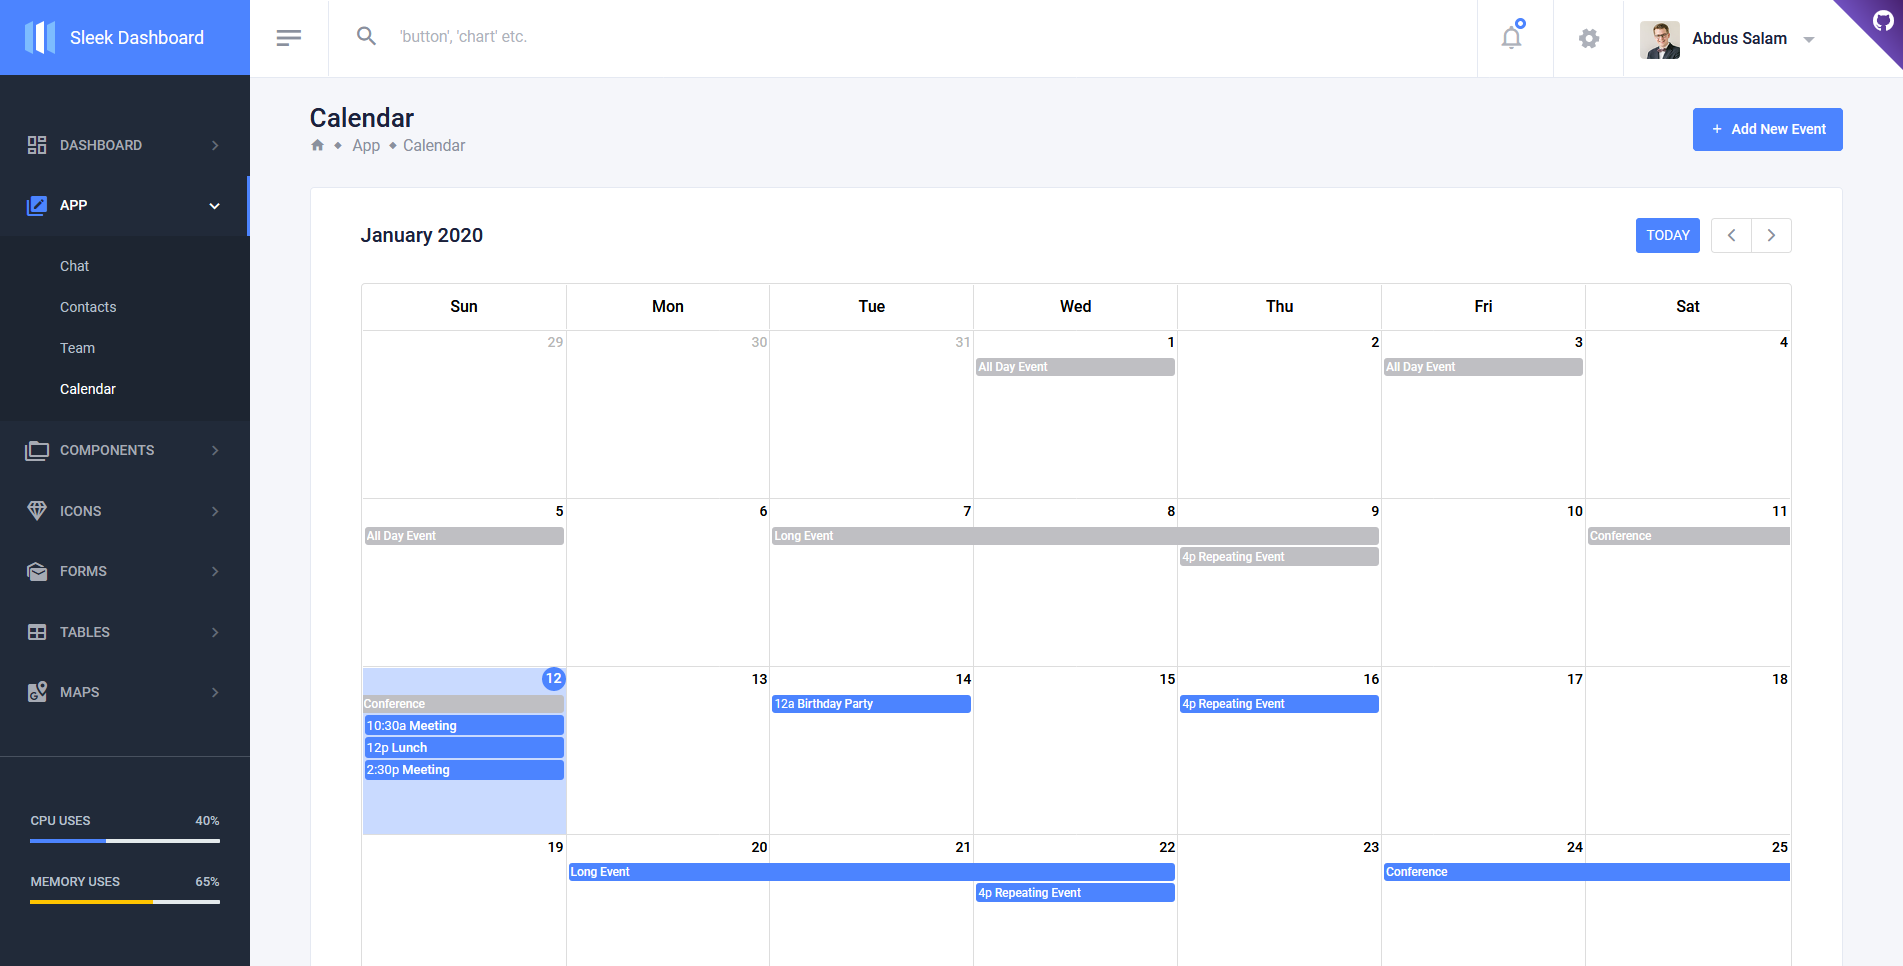 Sleek Dashboard
'button', 'chart' etc.
Abdus Salam
DASHBOARD
APP
Chat
Contacts
Team
Calendar
COMPONENTS
ICONS
FORMS
TABLES
MAPS
CPU USES 40%
MEMORY USES 65%
Calendar
App Calendar
+ Add New Event
January 2020
TODAY
Sun Mon Tue Wed Thu Fri Sat
29 30 31 1 2 3 4
All Day Event All Day Event
5 6 7 8 9 10 11
All Day Event Long Event Conference
4p Repeating Event
12 13 14 15 16 17 18
Conference 12a Birthday Party 4p Repeating Event
10:30a Meeting
12p Lunch
2:30p Meeting
19 20 21 22 23 24 25
Long Event Conference
4p Repeating Event